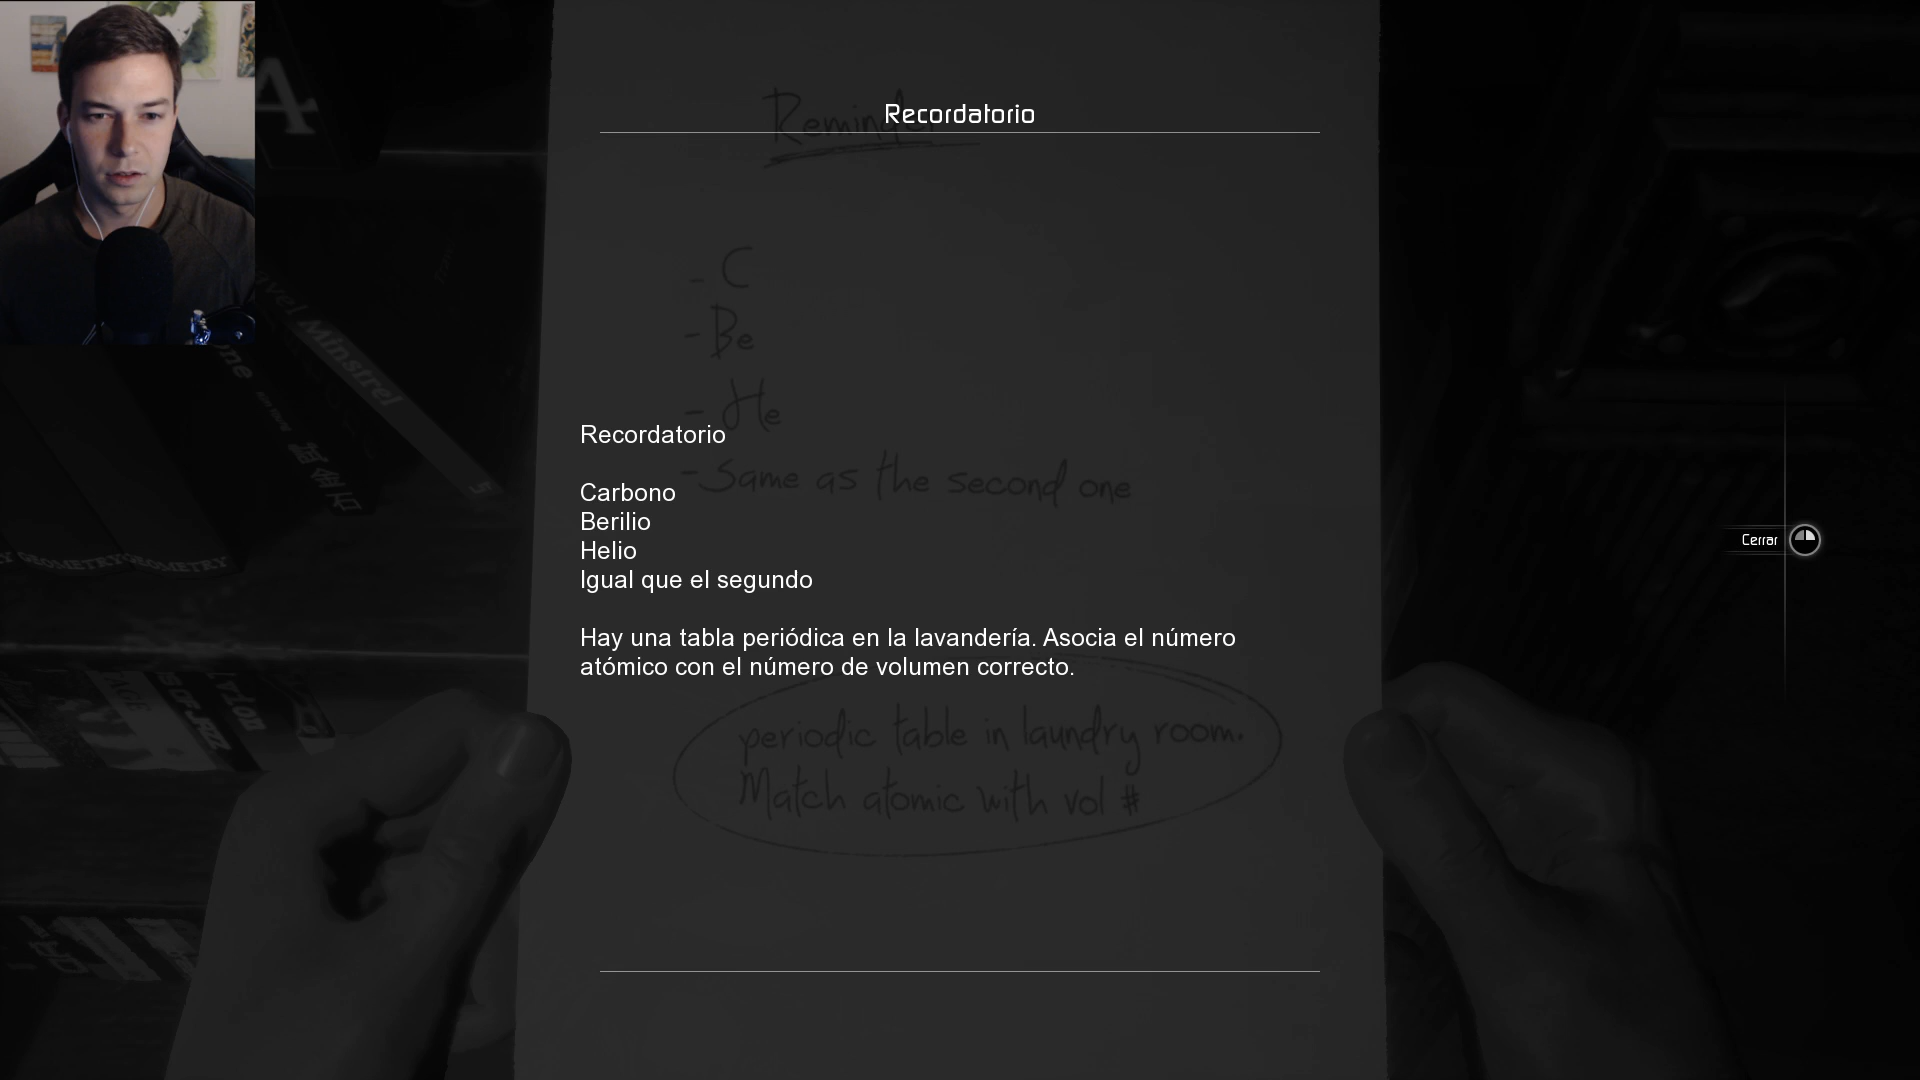 Reminder
Recordatorio
- C
- Be
- He
- Same as the second one
Recordatorio
Carbono
Berilio
Helio
Igual que el segundo
Hay una tabla periódica en la lavandería. Asocia el número
atómico con el número de volumen correcto.
periodic table in laundry room.
Match atomic with vol #
Cerrar
A
Minstrel
GEOMETRY GEOMETRY